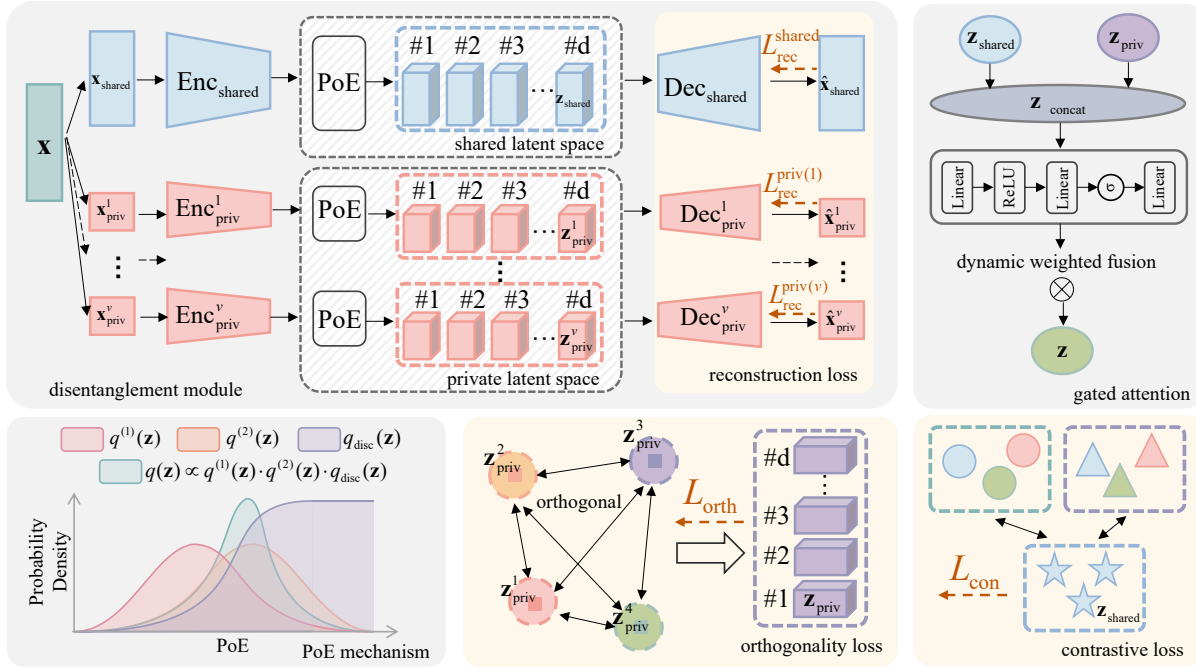 x
x_shared
Enc_shared
PoE
#1 #2 #3 #d
··· z_shared
shared latent space
Dec_shared
L_rec^shared
x̂_shared
x_priv^1
Enc_priv^1
PoE
#1 #2 #3 #d
··· z_priv^1
Dec_priv^1
L_rec^priv(1)
x̂_priv^1
⋮
⋮
⋮
x_priv^v
Enc_priv^v
PoE
#1 #2 #3 #d
··· z_priv^v
private latent space
Dec_priv^v
L_rec^priv(v)
x̂_priv^v
disentanglement module
reconstruction loss
z_shared
z_priv
z_concat
Linear
ReLU
Linear
σ
Linear
dynamic weighted fusion
z
gated attention
q^(1)(z) q^(2)(z) q_disc(z)
q(z) ∝ q^(1)(z)·q^(2)(z)·q_disc(z)
Probability
Density
PoE
PoE mechanism
z_priv^2
z_priv^3
orthogonal
z_priv^1
z_priv^4
L_orth
#d
⋮
#3
#2
#1 z_priv
orthogonality loss
L_con
z_shared
contrastive loss